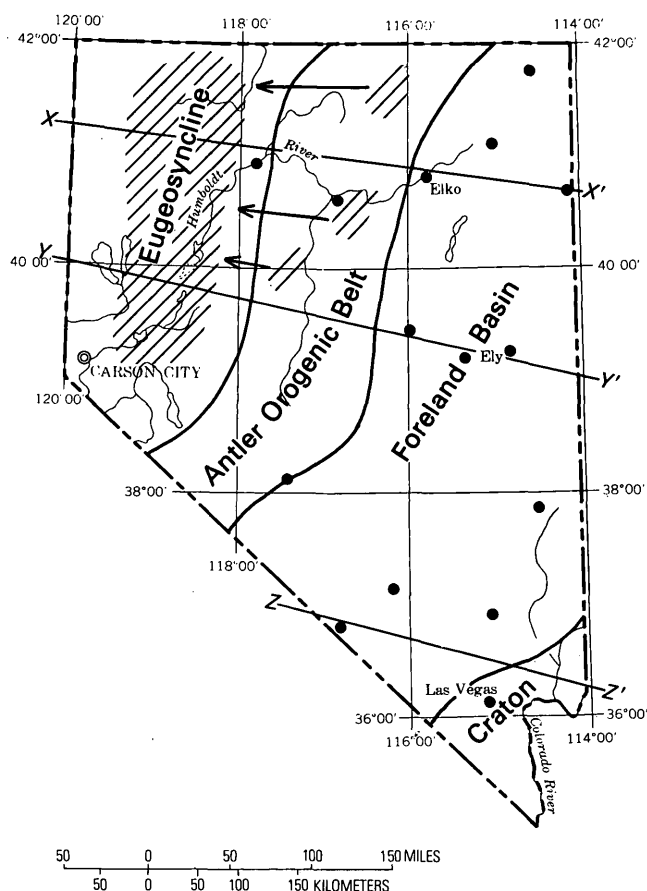 120°00'
118°00'
116°00'
114°00'
42°00'
42°00'
X
Eugeosyncline
River
Humboldt
Elko
X'
Y
40 00'
40 00'
Antler Orogenic Belt
Foreland Basin
CARSON CITY
Ely
Y'
120°00'
38°00'
38°00'
118°00'
Z
Las Vegas
Craton
Z'
36°00'
36°00'
116°00'
114°00'
Colorado River
50 0 50 100 150 MILES
50 0 50 100 150 KILOMETERS